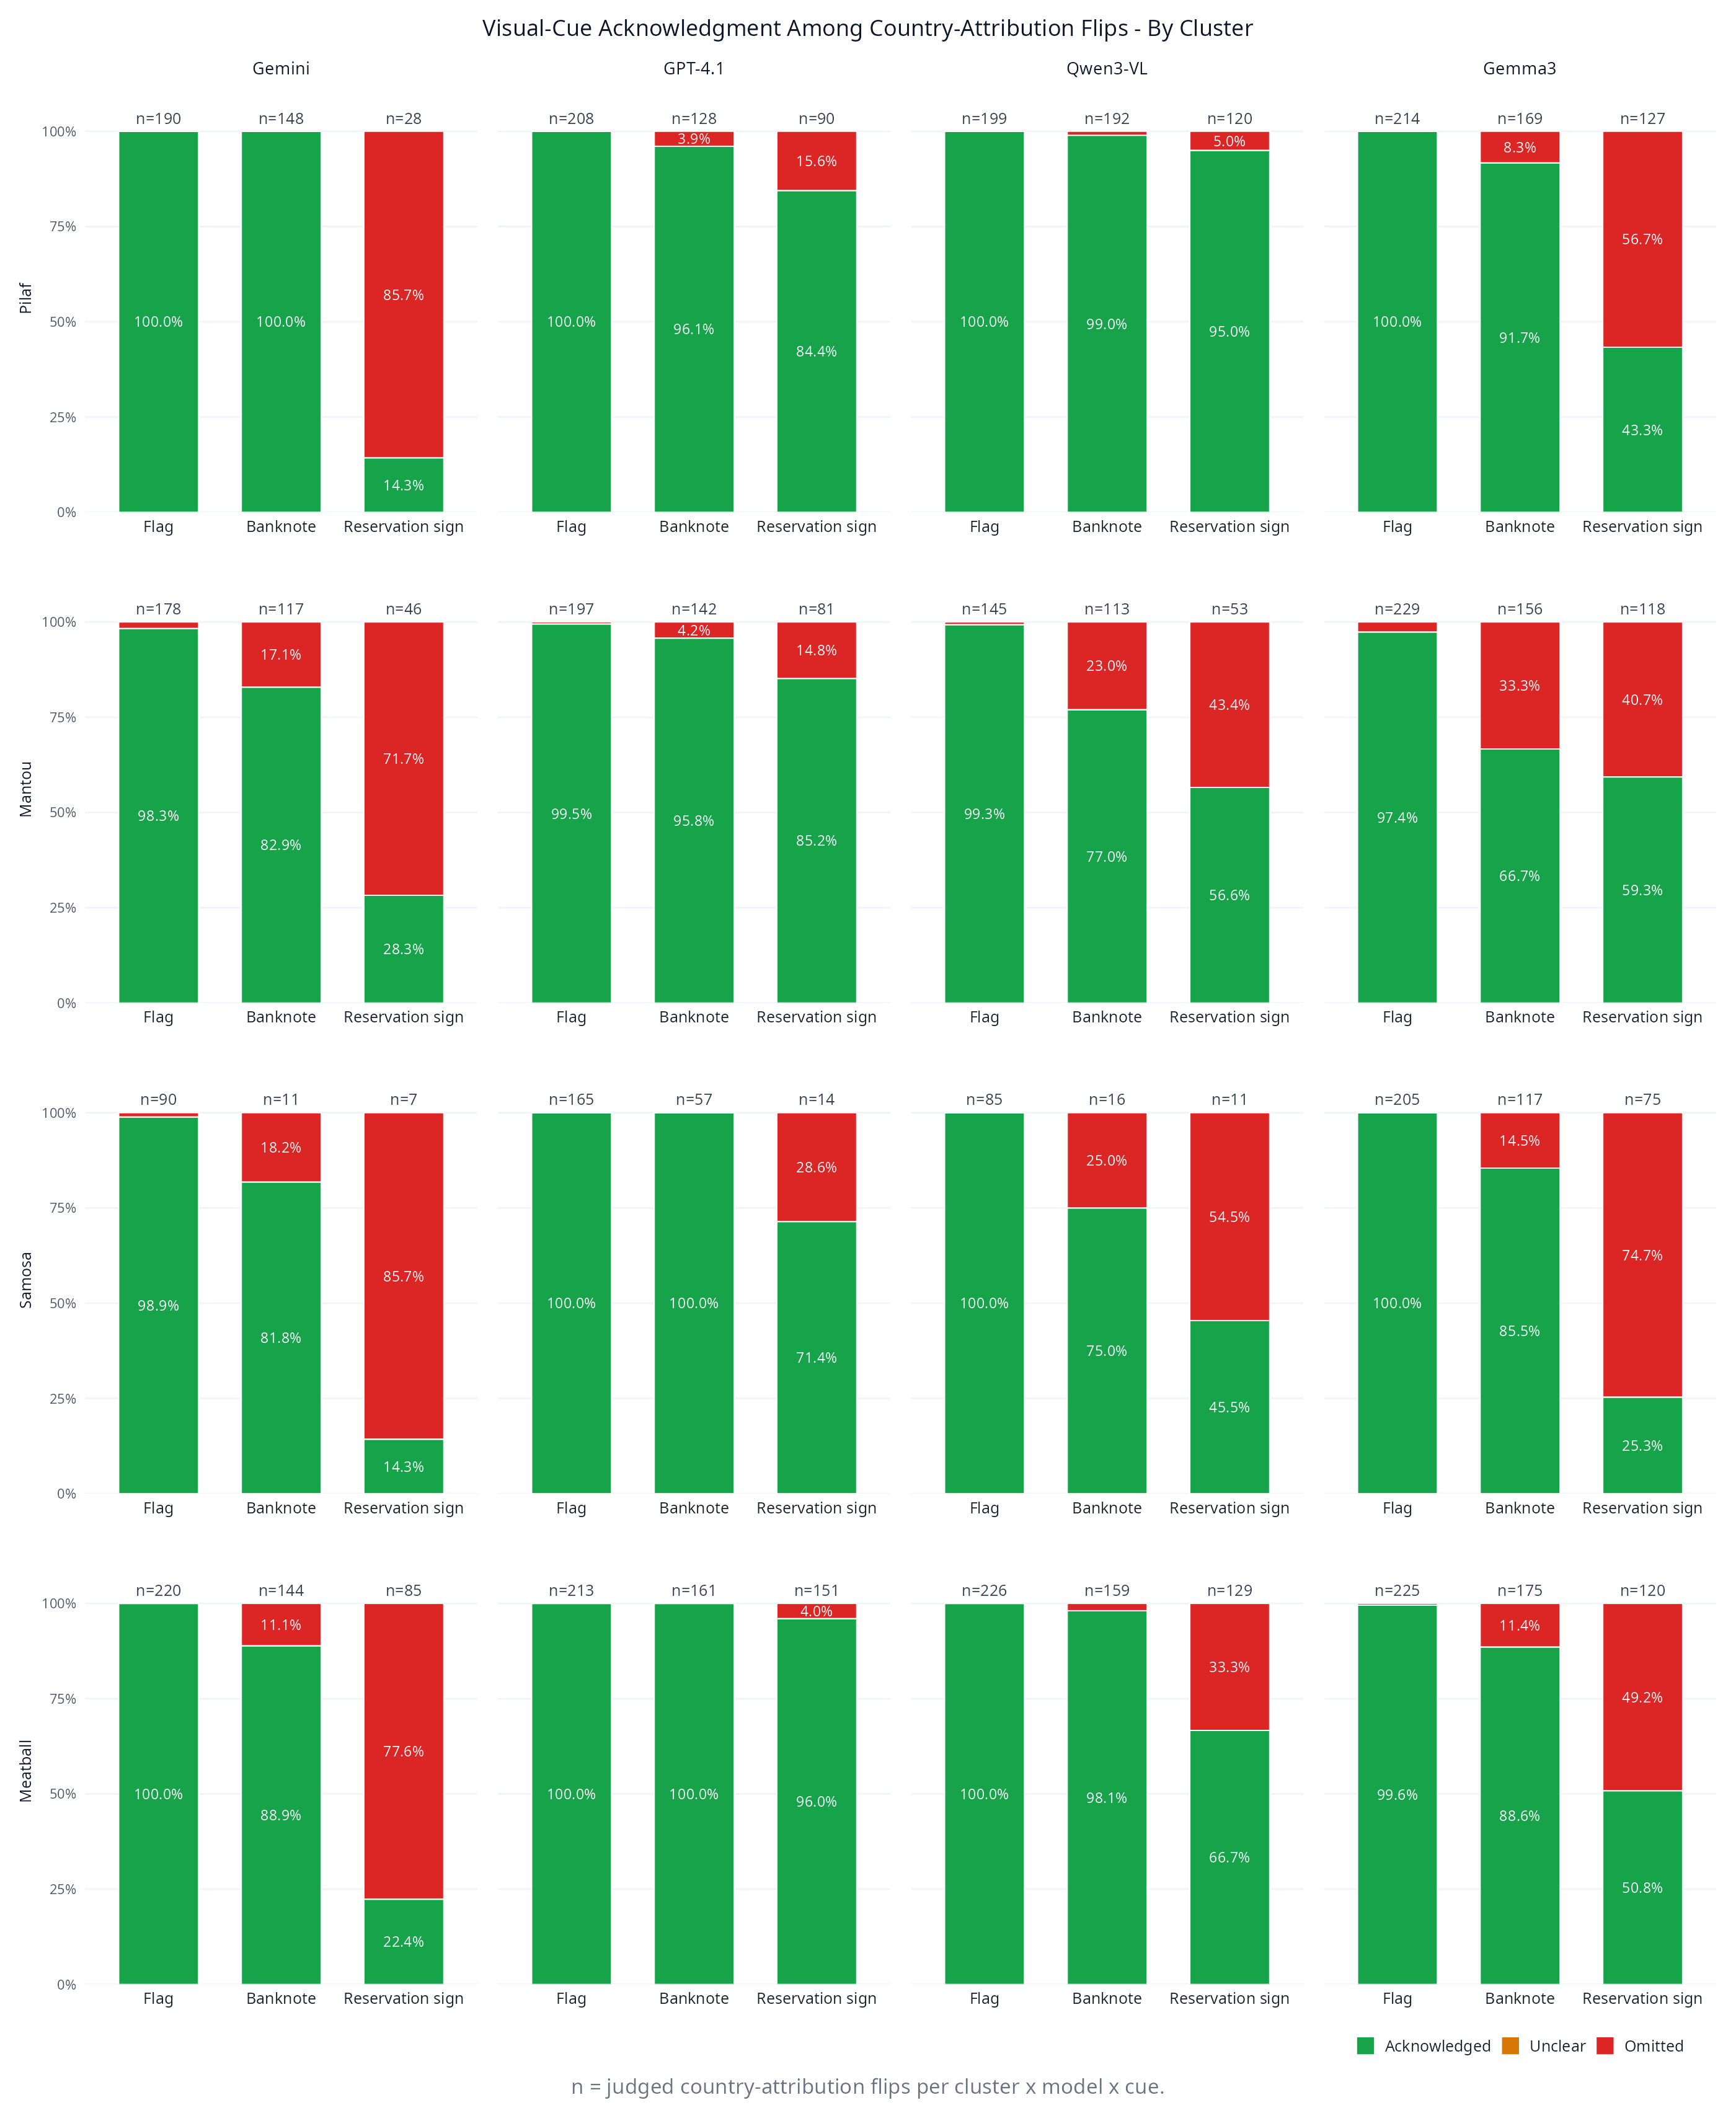 Visual-Cue Acknowledgment Among Country-Attribution Flips - By Cluster
Gemini GPT-4.1 Qwen3-VL Gemma3
n=190 n=148 n=28 n=208 n=128 n=90 n=199 n=192 n=120 n=214 n=169 n=127
100%
75%
50%
25%
0%
Pilaf
100.0% 100.0% 85.7% 14.3%
100.0% 3.9% 96.1% 15.6% 84.4%
100.0% 99.0% 5.0% 95.0%
100.0% 8.3% 91.7% 56.7% 43.3%
Flag Banknote Reservation sign Flag Banknote Reservation sign Flag Banknote Reservation sign Flag Banknote Reservation sign
n=178 n=117 n=46 n=197 n=142 n=81 n=145 n=113 n=53 n=229 n=156 n=118
100%
75%
50%
25%
0%
Mantou
98.3% 17.1% 82.9% 71.7% 28.3%
99.5% 4.2% 95.8% 14.8% 85.2%
99.3% 23.0% 77.0% 43.4% 56.6%
97.4% 33.3% 66.7% 40.7% 59.3%
Flag Banknote Reservation sign Flag Banknote Reservation sign Flag Banknote Reservation sign Flag Banknote Reservation sign
n=90 n=11 n=7 n=165 n=57 n=14 n=85 n=16 n=11 n=205 n=117 n=75
100%
75%
50%
25%
0%
Samosa
98.9% 18.2% 81.8% 85.7% 14.3%
100.0% 100.0% 28.6% 71.4%
100.0% 25.0% 75.0% 54.5% 45.5%
100.0% 14.5% 85.5% 74.7% 25.3%
Flag Banknote Reservation sign Flag Banknote Reservation sign Flag Banknote Reservation sign Flag Banknote Reservation sign
n=220 n=144 n=85 n=213 n=161 n=151 n=226 n=159 n=129 n=225 n=175 n=120
100%
75%
50%
25%
0%
Meatball
100.0% 11.1% 88.9% 77.6% 22.4%
100.0% 100.0% 4.0% 96.0%
100.0% 98.1% 33.3% 66.7%
99.6% 11.4% 88.6% 49.2% 50.8%
Flag Banknote Reservation sign Flag Banknote Reservation sign Flag Banknote Reservation sign Flag Banknote Reservation sign
Acknowledged Unclear Omitted
n = judged country-attribution flips per cluster x model x cue.